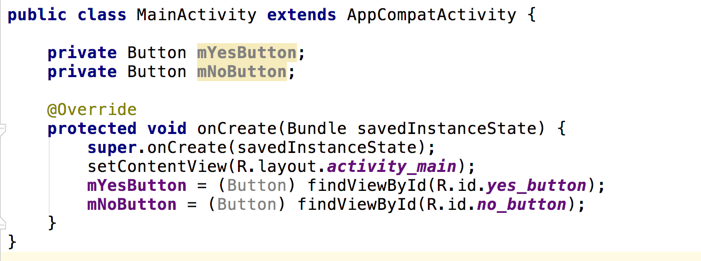 public class MainActivity extends AppCompatActivity {
private Button mYesButton;
private Button mNoButton;
@Override
protected void onCreate(Bundle savedInstanceState) {
super.onCreate(savedInstanceState);
setContentView(R.layout.activity_main);
mYesButton = (Button) findViewById(R.id.yes_button);
mNoButton = (Button) findViewById(R.id.no_button);
}
}